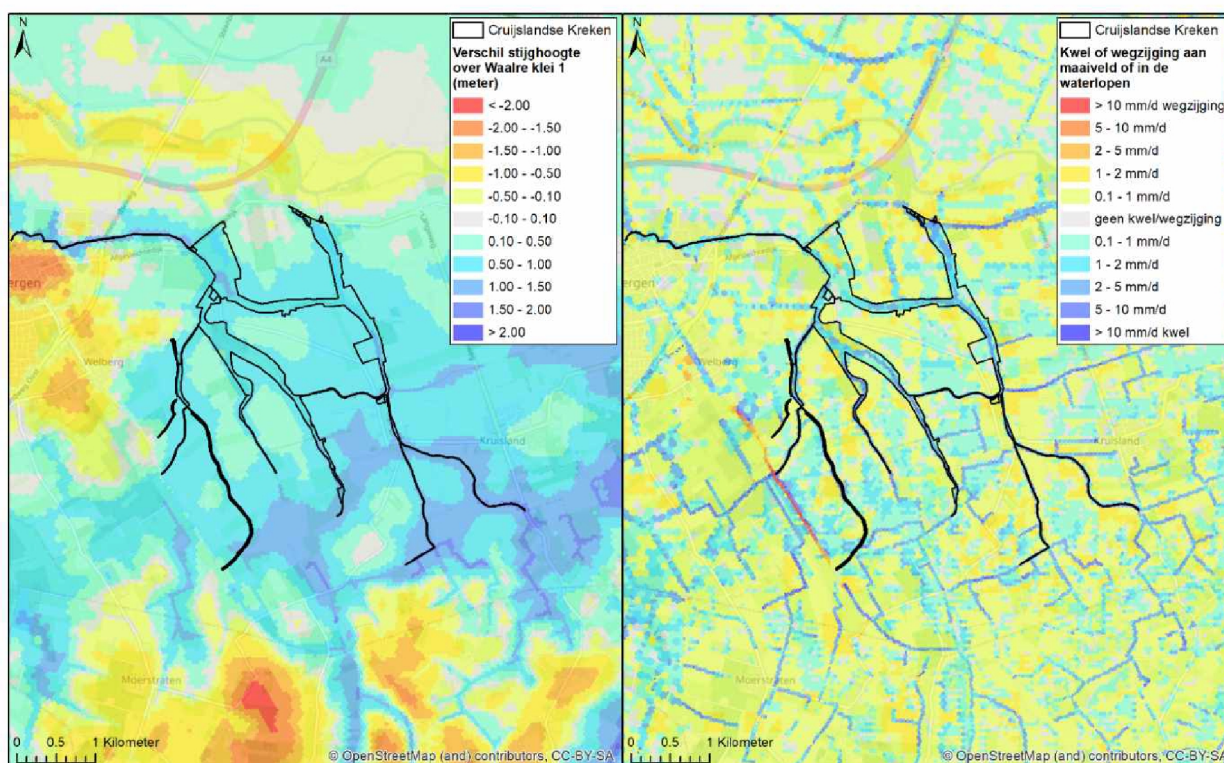 N
Cruijslandse Kreken
Verschil stijghoogte
over Waalre klei 1
(meter)
< -2.00
-2.00 - -1.50
-1.50 - -1.00
-1.00 - -0.50
-0.50 - -0.10
-0.10 - 0.10
0.10 - 0.50
0.50 - 1.00
1.00 - 1.50
1.50 - 2.00
> 2.00
A4
bergen
Welberg
Kruisland
Moerstraten
0 0.5 1 Kilometer
© OpenStreetMap (and) contributors, CC-BY-SA
N
Cruijslandse Kreken
Kwel of wegzijging aan
maaiveld of in de
waterlopen
> 10 mm/d wegzijging
5 - 10 mm/d
2 - 5 mm/d
1 - 2 mm/d
0.1 - 1 mm/d
geen kwel/wegzijging
0.1 - 1 mm/d
1 - 2 mm/d
2 - 5 mm/d
5 - 10 mm/d
> 10 mm/d kwel
Welberg
Kruisland
Moerstraten
0 0.5 1 Kilometer
© OpenStreetMap (and) contributors, CC-BY-SA